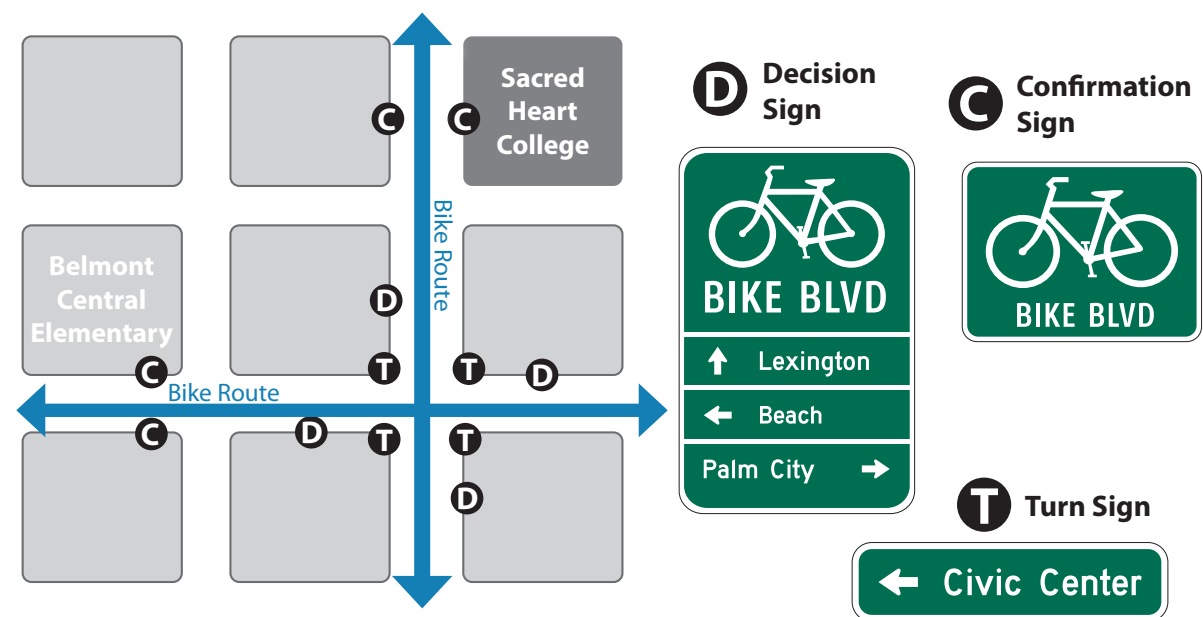 Sacred
Heart
College
C
C
Bike Route
Belmont
Central
Elementary
D
C
T
T
D
Bike Route
C
D
T
T
D
D
Decision
Sign
BIKE BLVD
Lexington
Beach
Palm City
C
Confirmation
Sign
BIKE BLVD
T
Turn Sign
Civic Center